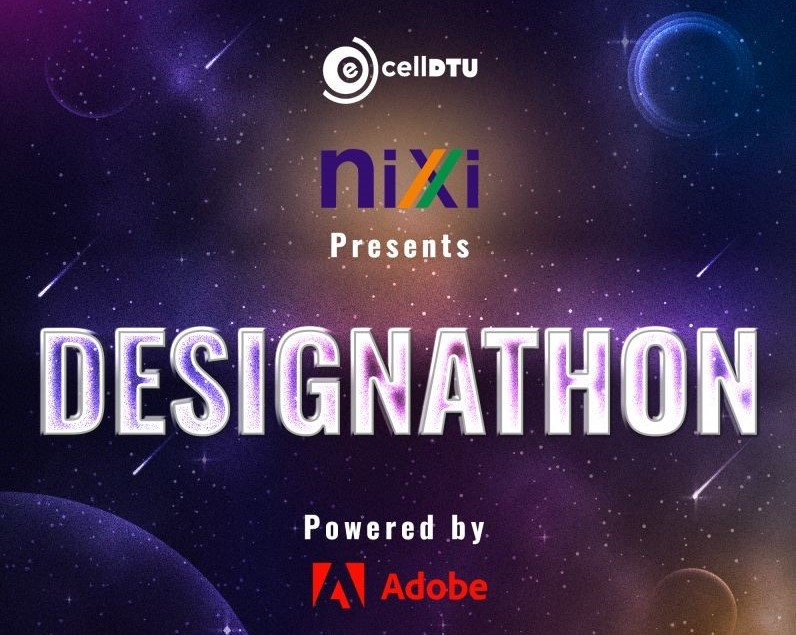 e cellDTU
nixi
Presents
DESIGNATHON
Powered by
Adobe